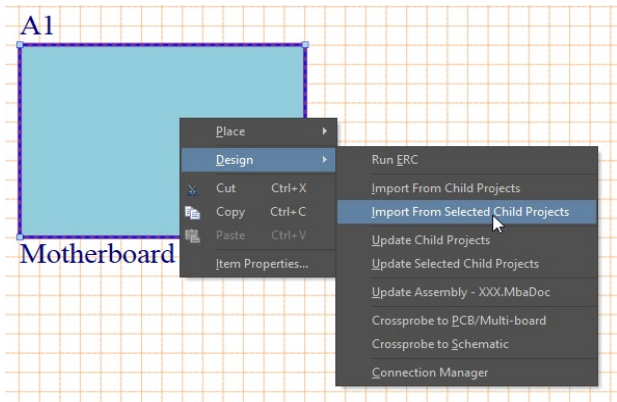 A1
Motherboard
Place
Design
Cut Ctrl+X
Copy Ctrl+C
Paste Ctrl+V
Item Properties...
Run ERC
Import From Child Projects
Import From Selected Child Projects
Update Child Projects
Update Selected Child Projects
Update Assembly - XXX.MbaDoc
Crossprobe to PCB/Multi-board
Crossprobe to Schematic
Connection Manager